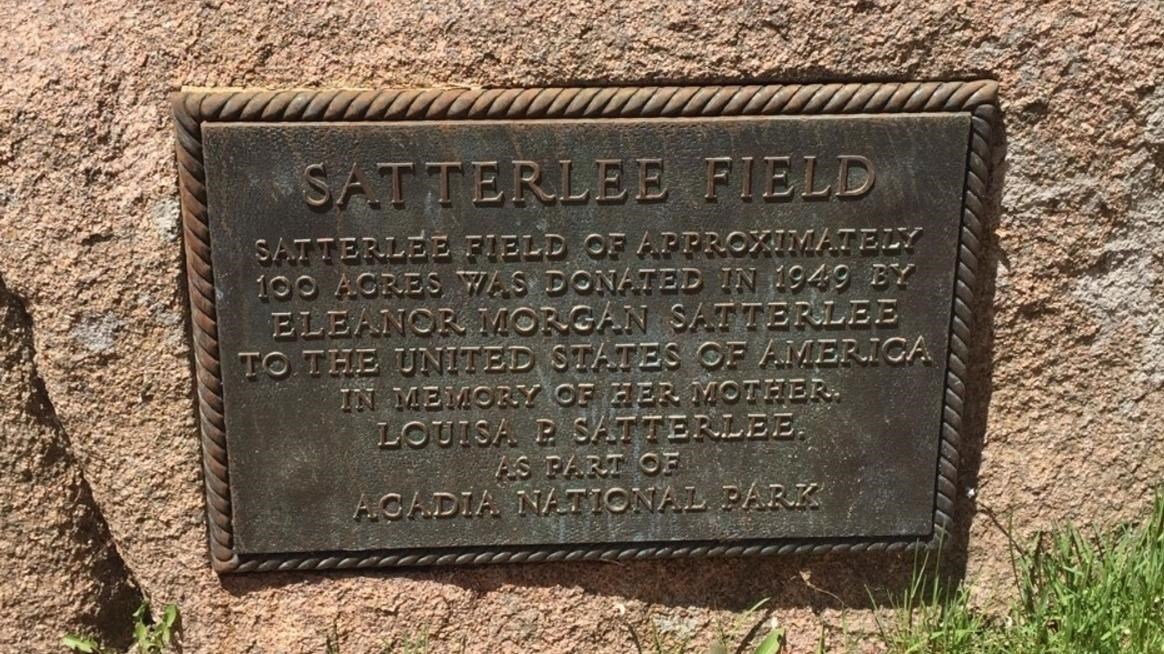 SATTERLEE FIELD
SATTERLEE FIELD OF APPROXIMATELY
100 ACRES WAS DONATED IN 1949 BY
ELEANOR MORGAN SATTERLEE
TO THE UNITED STATES OF AMERICA
IN MEMORY OF HER MOTHER,
LOUISA P. SATTERLEE,
AS PART OF
ACADIA NATIONAL PARK